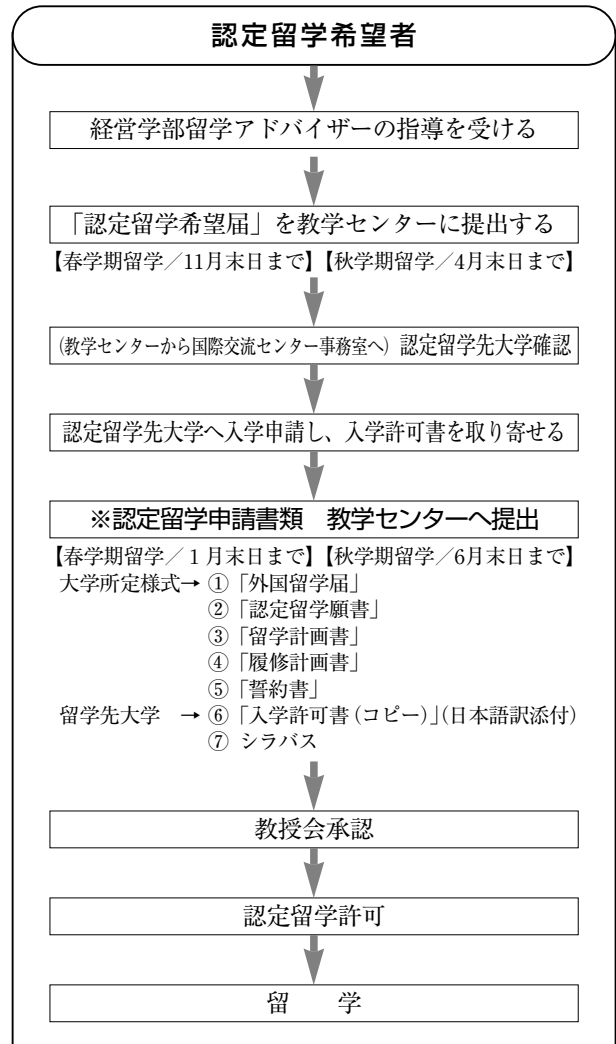 認定留学希望者
経営学部留学アドバイザーの指導を受ける
「認定留学希望届」を教学センターに提出する
【春学期留学／11月末日まで】【秋学期留学／4月末日まで】
(教学センターから国際交流センター事務室へ) 認定留学先大学確認
認定留学先大学へ入学申請し、入学許可書を取り寄せる
※認定留学申請書類　教学センターへ提出
【春学期留学／１月末日まで】【秋学期留学／6月末日まで】
大学所定様式→ ①「外国留学届」
②「認定留学願書」
③「留学計画書」
④「履修計画書」
⑤「誓約書」
留学先大学　→ ⑥「入学許可書(コピー)」(日本語訳添付)
⑦ シラバス
教授会承認
認定留学許可
留　　学